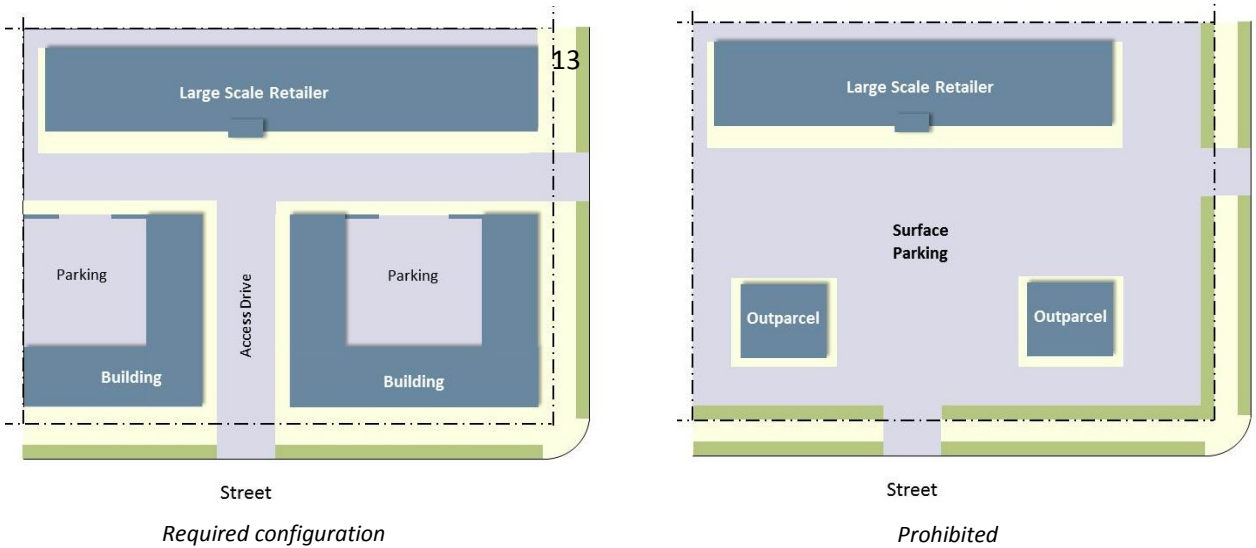 13
Large Scale Retailer
Parking
Parking
Access Drive
Building
Building
Street
Required configuration
Large Scale Retailer
Surface
Parking
Outparcel
Outparcel
Street
Prohibited